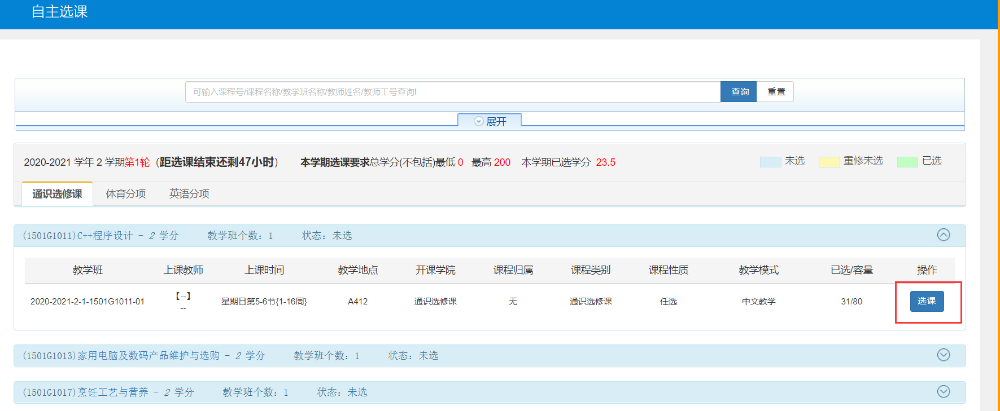 自主选课
可输入课程号/课程名称/教学班名称/教师姓名/教师工号查询! 查询 重置
展开
2020-2021 学年 2 学期第1轮（距选课结束还剩47小时） 本学期选课要求总学分(不包括)最低 0 最高 200 本学期已选学分 23.5 未选 重修未选 已选
通识选修课 体育分项 英语分项
(1501G1011)C++程序设计 - 2 学分 教学班个数：1 状态：未选
教学班 上课教师 上课时间 教学地点 开课学院 课程归属 课程类别 课程性质 教学模式 已选/容量 操作
2020-2021-2-1-1501G1011-01 【--】 星期日第5-6节{1-16周} A412 通识选修课 无 通识选修课 任选 中文教学 31/80 选课
--
(1501G1013)家用电脑及数码产品维护与选购 - 2 学分 教学班个数：1 状态：未选
(1501G1017)烹饪工艺与营养 - 2 学分 教学班个数：1 状态：未选